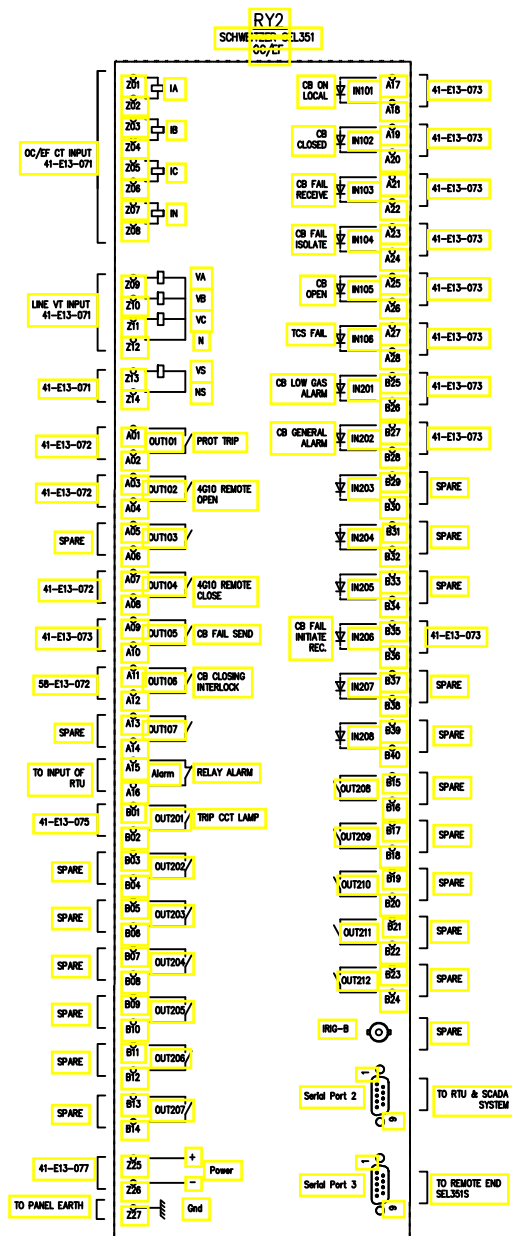 RY2
SCHWEITZER SEL351
OC/EF
Z01
IA
Z02
Z03
IB
Z04
OC/EF CT INPUT
41-E13-071
Z05
IC
Z06
Z07
IN
Z08
LINE VT INPUT
41-E13-071
Z09
VA
Z10
VB
Z11
VC
Z12
N
41-E13-071
Z13
VS
Z14
NS
41-E13-072
A01
OUT101
PROT TRIP
A02
41-E13-072
A03
OUT102
4G10 REMOTE
OPEN
A04
SPARE
A05
OUT103
A06
41-E13-072
A07
OUT104
4G10 REMOTE
CLOSE
A08
41-E13-073
A09
OUT105
CB FAIL SEND
A10
58-E13-072
A11
OUT106
CB CLOSING
INTERLOCK
A12
SPARE
A13
OUT107
A14
TO INPUT OF
RTU
A15
Alarm
RELAY ALARM
A16
41-E13-075
B01
OUT201
TRIP CCT LAMP
B02
SPARE
B03
OUT202
B04
SPARE
B05
OUT203
B06
SPARE
B07
OUT204
B08
SPARE
B09
OUT205
B10
SPARE
B11
OUT206
B12
SPARE
B13
OUT207
B14
41-E13-077
Z25
+
Power
Z26
−
TO PANEL EARTH
Z27
Gnd
CB ON
LOCAL
IN101
A17
A18
41-E13-073
CB
CLOSED
IN102
A19
A20
41-E13-073
CB FAIL
RECEIVE
IN103
A21
A22
41-E13-073
CB FAIL
ISOLATE
IN104
A23
A24
41-E13-073
CB
OPEN
IN105
A25
A26
41-E13-073
TCS FAIL
IN106
A27
A28
41-E13-073
CB LOW GAS
ALARM
IN201
B25
B26
41-E13-073
CB GENERAL
ALARM
IN202
B27
B28
41-E13-073
IN203
B29
B30
SPARE
IN204
B31
B32
SPARE
IN205
B33
B34
SPARE
CB FAIL
INITIATE
REC.
IN206
B35
B36
41-E13-073
IN207
B37
B38
SPARE
IN208
B39
B40
SPARE
OUT208
B15
B16
SPARE
OUT209
B17
B18
SPARE
OUT210
B19
B20
SPARE
OUT211
B21
B22
SPARE
OUT212
B23
B24
SPARE
IRIG-B
SPARE
Serial Port 2
1
9
TO RTU & SCADA
SYSTEM
Serial Port 3
1
9
TO REMOTE END
SEL351S